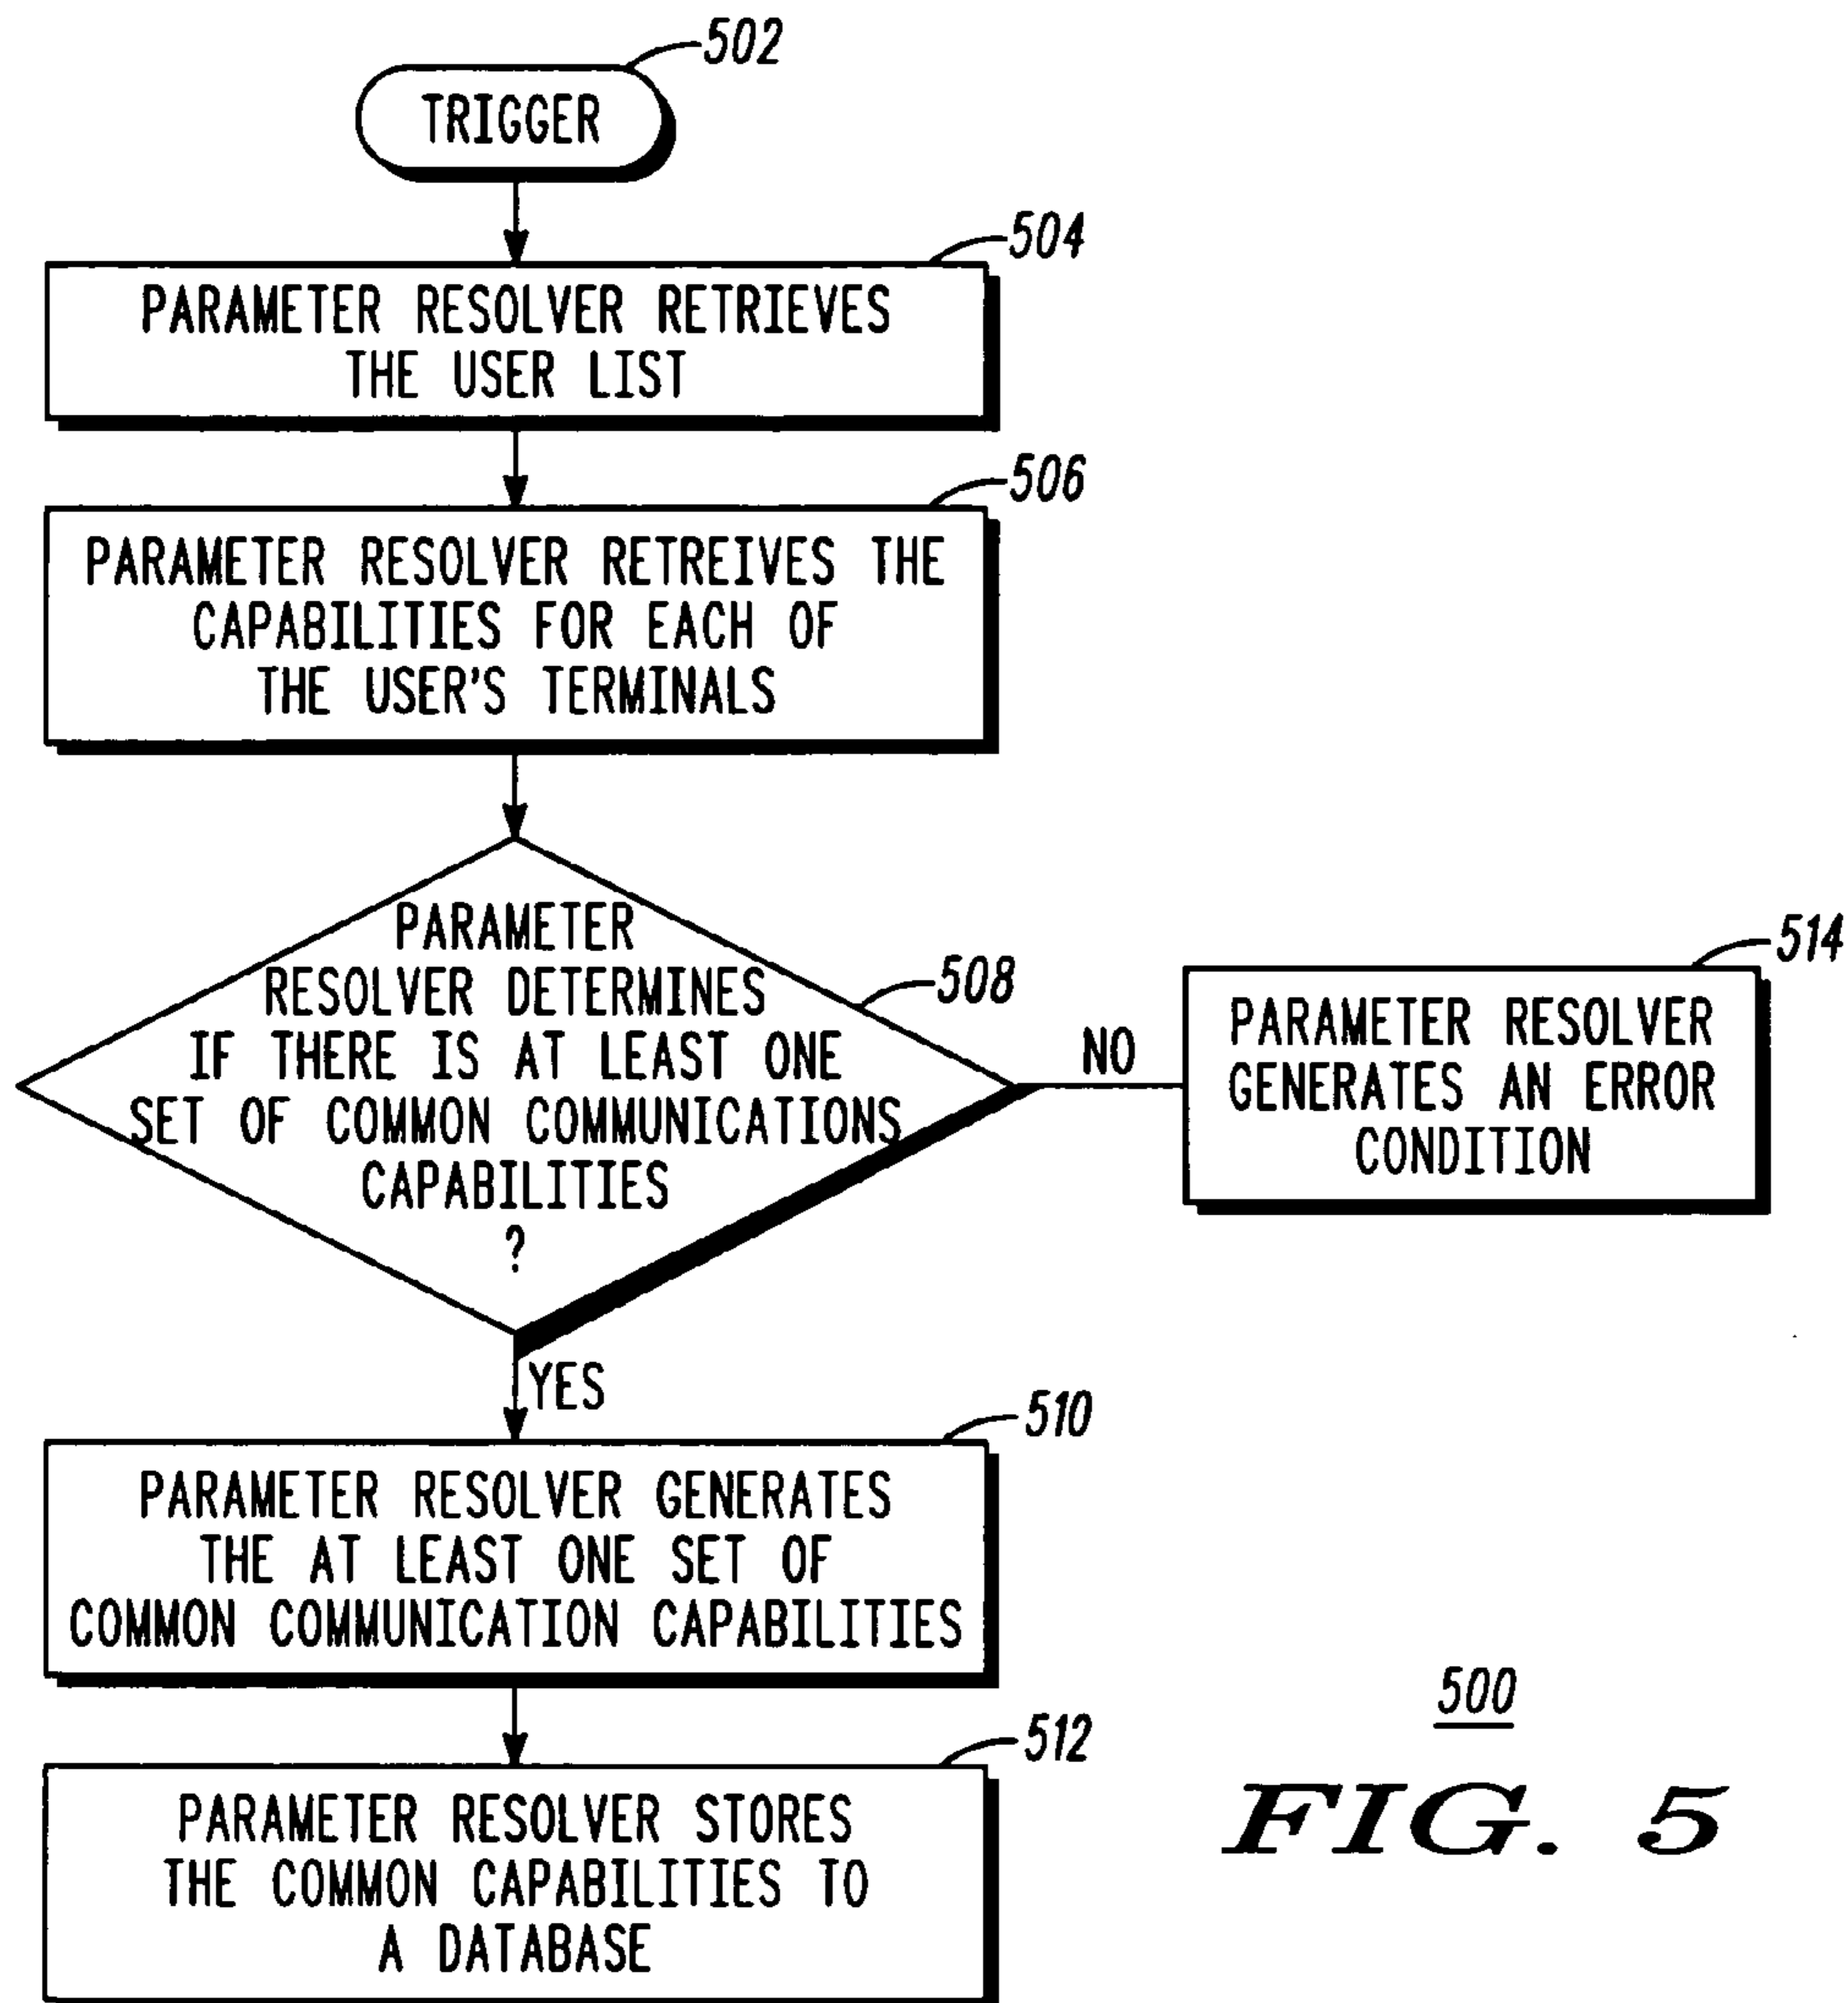 502
TRIGGER
504
PARAMETER RESOLVER RETRIEVES
THE USER LIST
506
PARAMETER RESOLVER RETREIVES THE
CAPABILITIES FOR EACH OF
THE USER'S TERMINALS
PARAMETER
RESOLVER DETERMINES
IF THERE IS AT LEAST ONE
SET OF COMMON COMMUNICATIONS
CAPABILITIES
?
508
NO
514
PARAMETER RESOLVER
GENERATES AN ERROR
CONDITION
YES
510
PARAMETER RESOLVER GENERATES
THE AT LEAST ONE SET OF
COMMON COMMUNICATION CAPABILITIES
512
PARAMETER RESOLVER STORES
THE COMMON CAPABILITIES TO
A DATABASE
500
FIG. 5